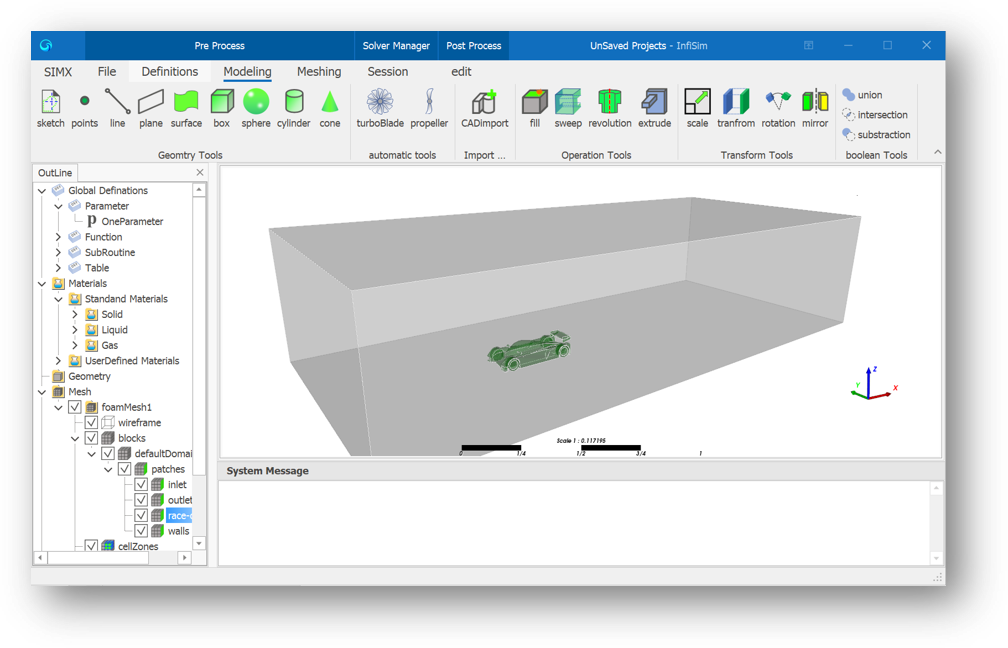 Pre Process
Solver Manager
Post Process
UnSaved Projects - InfiSim
SIMX File Definitions Modeling Meshing Session edit
sketch points line plane surface box sphere cylinder cone
turboBlade propeller
CADImport
fill sweep revolution extrude
scale tranfrom rotation mirror
union
intersection
substraction
Geomtry Tools
automatic tools
Import ...
Operation Tools
Transform Tools
boolean Tools
OutLine
Global Definitions
Parameter
p OneParameter
Function
SubRoutine
Table
Materials
Standand Materials
Solid
Liquid
Gas
UserDefined Materials
Geometry
Mesh
foamMesh1
wireframe
blocks
defaultDomai
patches
inlet
outlet
race-
walls
cellZones
Z
Y
X
Scale 1 : 0.117195
0 1/4 1/2 3/4 1
System Message